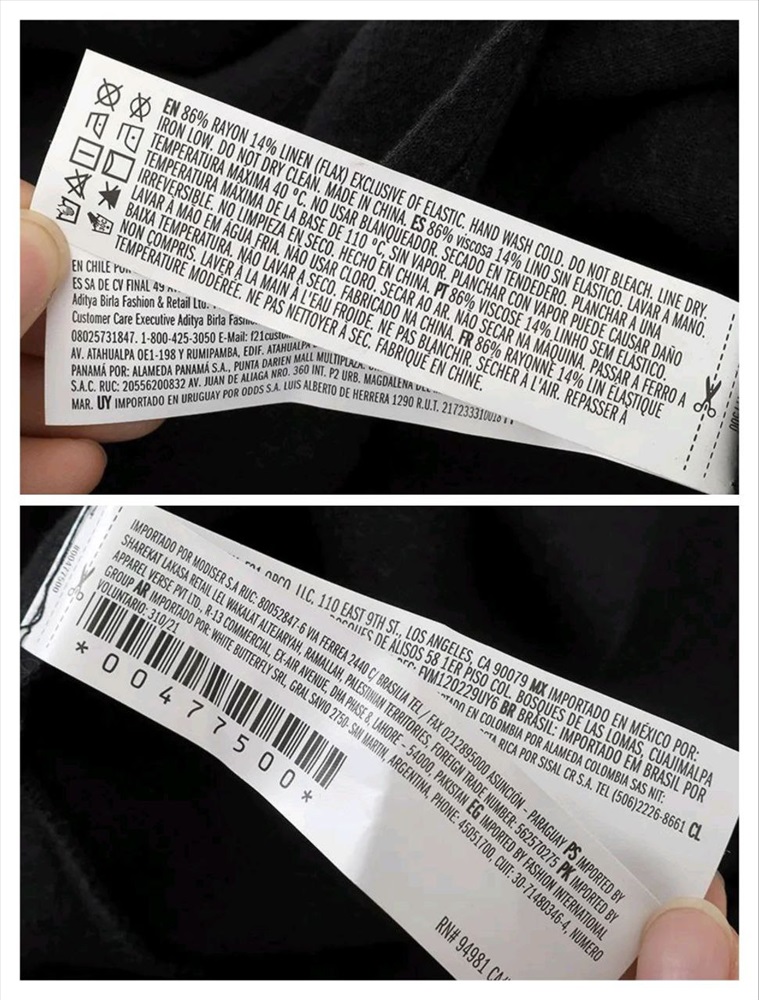 EN 86% RAYON 14% LINEN (FLAX) EXCLUSIVE OF ELASTIC. HAND WASH COLD. DO NOT BLEACH. LINE DRY.
IRON LOW. DO NOT DRY CLEAN. MADE IN CHINA. ES 86% viscosa 14% LINO SIN ELÁSTICO. LAVAR A MANO.
TEMPERATURA MAXIMA 40 °C. NO USAR BLANQUEADOR. SECADO EN TENDEDERO. PLANCHAR A UNA
TEMPERATURA MAXIMA DE LA BASE DE 110 °C, SIN VAPOR. PLANCHAR CON VAPOR PUEDE CAUSAR DAÑO
IRREVERSIBLE. NO LIMPIEZA EN SECO. HECHO EN CHINA. PT 86% VISCOSE 14% LINHO SEM ELÁSTICO.
LAVAR À MÃO EM ÁGUA FRIA. NÃO USAR CLORO. SECAR AO AR. NÃO SECAR NA MÁQUINA. PASSAR A FERRO A
BAIXA TEMPERATURA. NAO LAVAR À SECO. FABRICADO NA CHINA. FR 86% RAYONNE 14% LIN ELASTIQUE
NON COMPRIS. LAVER À LA MAIN À L'EAU FROIDE. NE PAS BLANCHIR. SÉCHER À L'AIR. REPASSER À
TEMPÉRATURE MODÉRÉE. NE PAS NETTOYER À SEC. FABRIQUÉ EN CHINE.
EN CHILE
ES SA DE CV FINAL 49
Aditya Birla Fashion & Retail Ltd.
Customer Care Executive Aditya Birla
08025731847. 1-800-425-3050 E-Mail:
AV. ATAHUALPA OE1-198 Y RUMIPAMBA, EDIF. ATAHUALPA
PANAMÁ POR: ALAMEDA PANAMÁ S.A., PUNTA DARIEN MALL MULTIPLAZA.
S.A.C. RUC: 20556200832 AV. JUAN DE ALIAGA NRO. 360 INT. P2 URB. MAGDALENA DEL
MAR. UY IMPORTADO EN URUGUAY POR ODDS S.A. LUIS ALBERTO DE HERRERA 1290 R.U.T.
00477500
OPCO, LLC, 110 EAST 9TH ST., LOS ANGELES, CA 90079 MX IMPORTADO EN MÉXICO POR:
BOSQUES DE ALISOS 58 1ER PISO COL. BOSQUES DE LAS LOMAS, CUAJIMALPA
FVM120229UY6 BR BRASIL: IMPORTADO EM BRASIL POR
EN COLOMBIA POR ALAMEDA COLOMBIA SAS NIT:
RICA POR SISAL CR S.A. TEL (506)2226-8661 CL
IMPORTADO POR MODISER S.A RUC: 80052847-6 VIA FERREA 2440 C/ BRASILIA TEL / FAX 0212895000 ASUNCIÓN - PARAGUAY PS IMPORTED BY
SHAREKAT LAKASA RETAIL LEL WAKALAT ALTEJARYAH, RAMALLAH, PALESTINIAN TERRITORIES, FOREIGN TRADE NUMBER: 562570275 PK IMPORTED BY
APPAREL VERSE PVT LTD., R-13 COMMERCIAL, EX-AIR AVENUE, DHA PHASE 8, LAHORE - 54000, PAKISTAN EG IMPORTED BY FASHION INTERNATIONAL
GROUP AR IMPORTADO POR: WHITE BUTTERFLY SRL, GRAL SAVIO 2750- SAN MARTIN, ARGENTINA. PHONE: 45051700, CUIT: 30-71480346-4, NUMERO
VOLUNTARIO: 310/21
*00477500*
RN# 94981